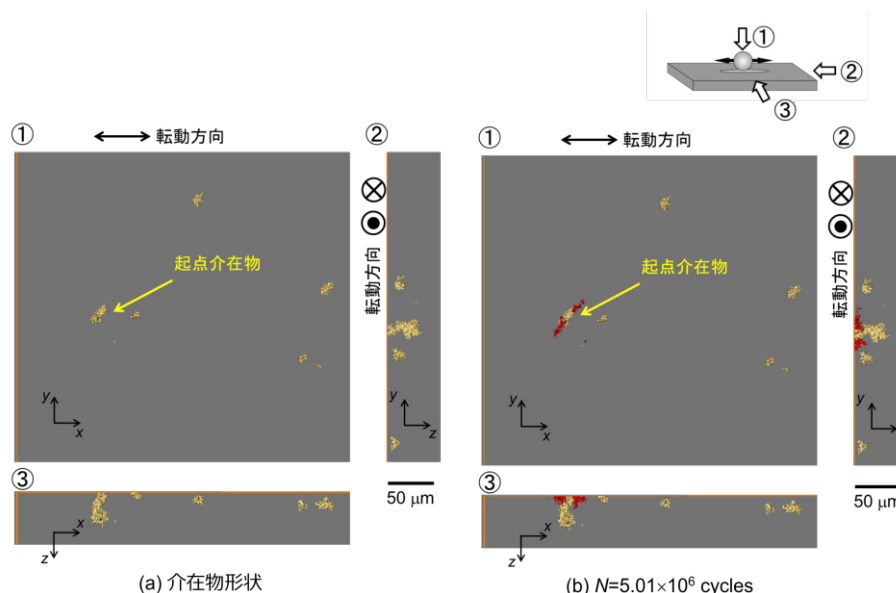 ①
②
③
①
転動方向
②
転動方向
起点介在物
y
x
y
z
③
50 μm
x
z
(a) 介在物形状
①
転動方向
②
転動方向
起点介在物
y
x
y
③
50 μm
x
z
(b) N=5.01×10⁶ cycles